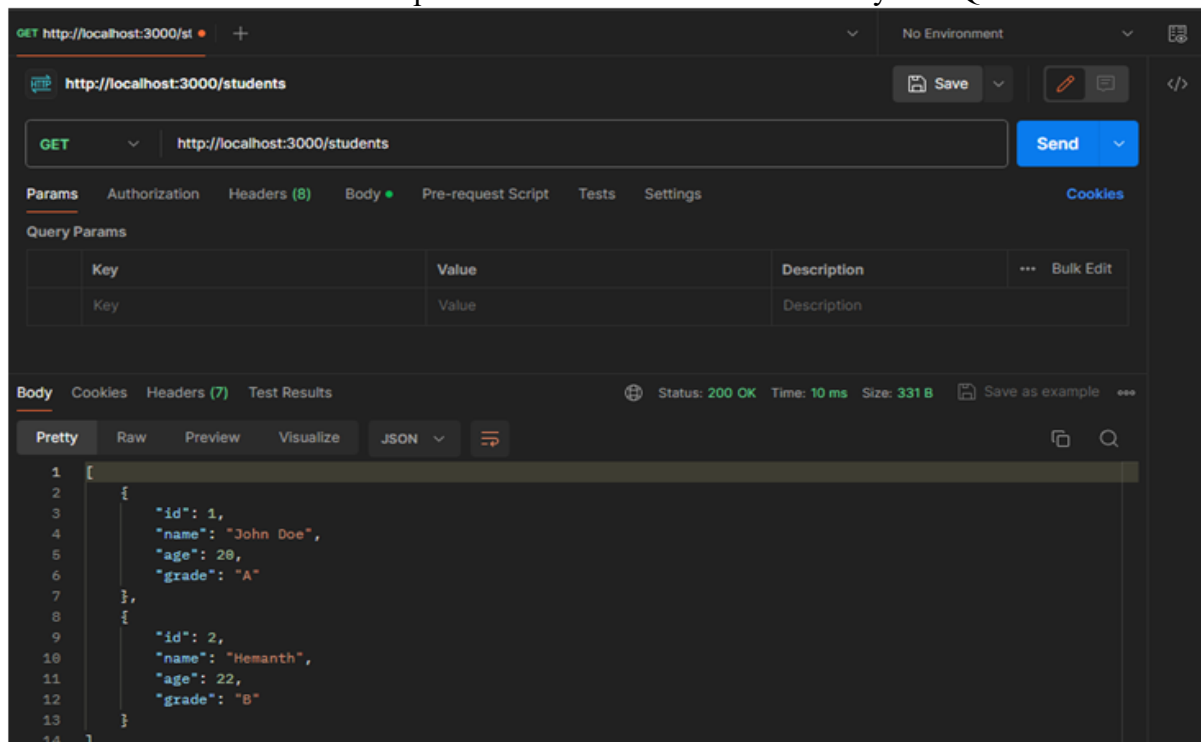 GET http://localhost:3000/st
No Environment
HTTP http://localhost:3000/students
Save
GET http://localhost:3000/students Send
Params Authorization Headers (8) Body Pre-request Script Tests Settings Cookies
Query Params
Key Value Description ... Bulk Edit
Key Value Description
Body Cookies Headers (7) Test Results Status: 200 OK Time: 10 ms Size: 331 B Save as example
Pretty Raw Preview Visualize JSON
1 [
2 {
3 "id": 1,
4 "name": "John Doe",
5 "age": 20,
6 "grade": "A"
7 },
8 {
9 "id": 2,
10 "name": "Hemanth",
11 "age": 22,
12 "grade": "B"
13 }
14 ]